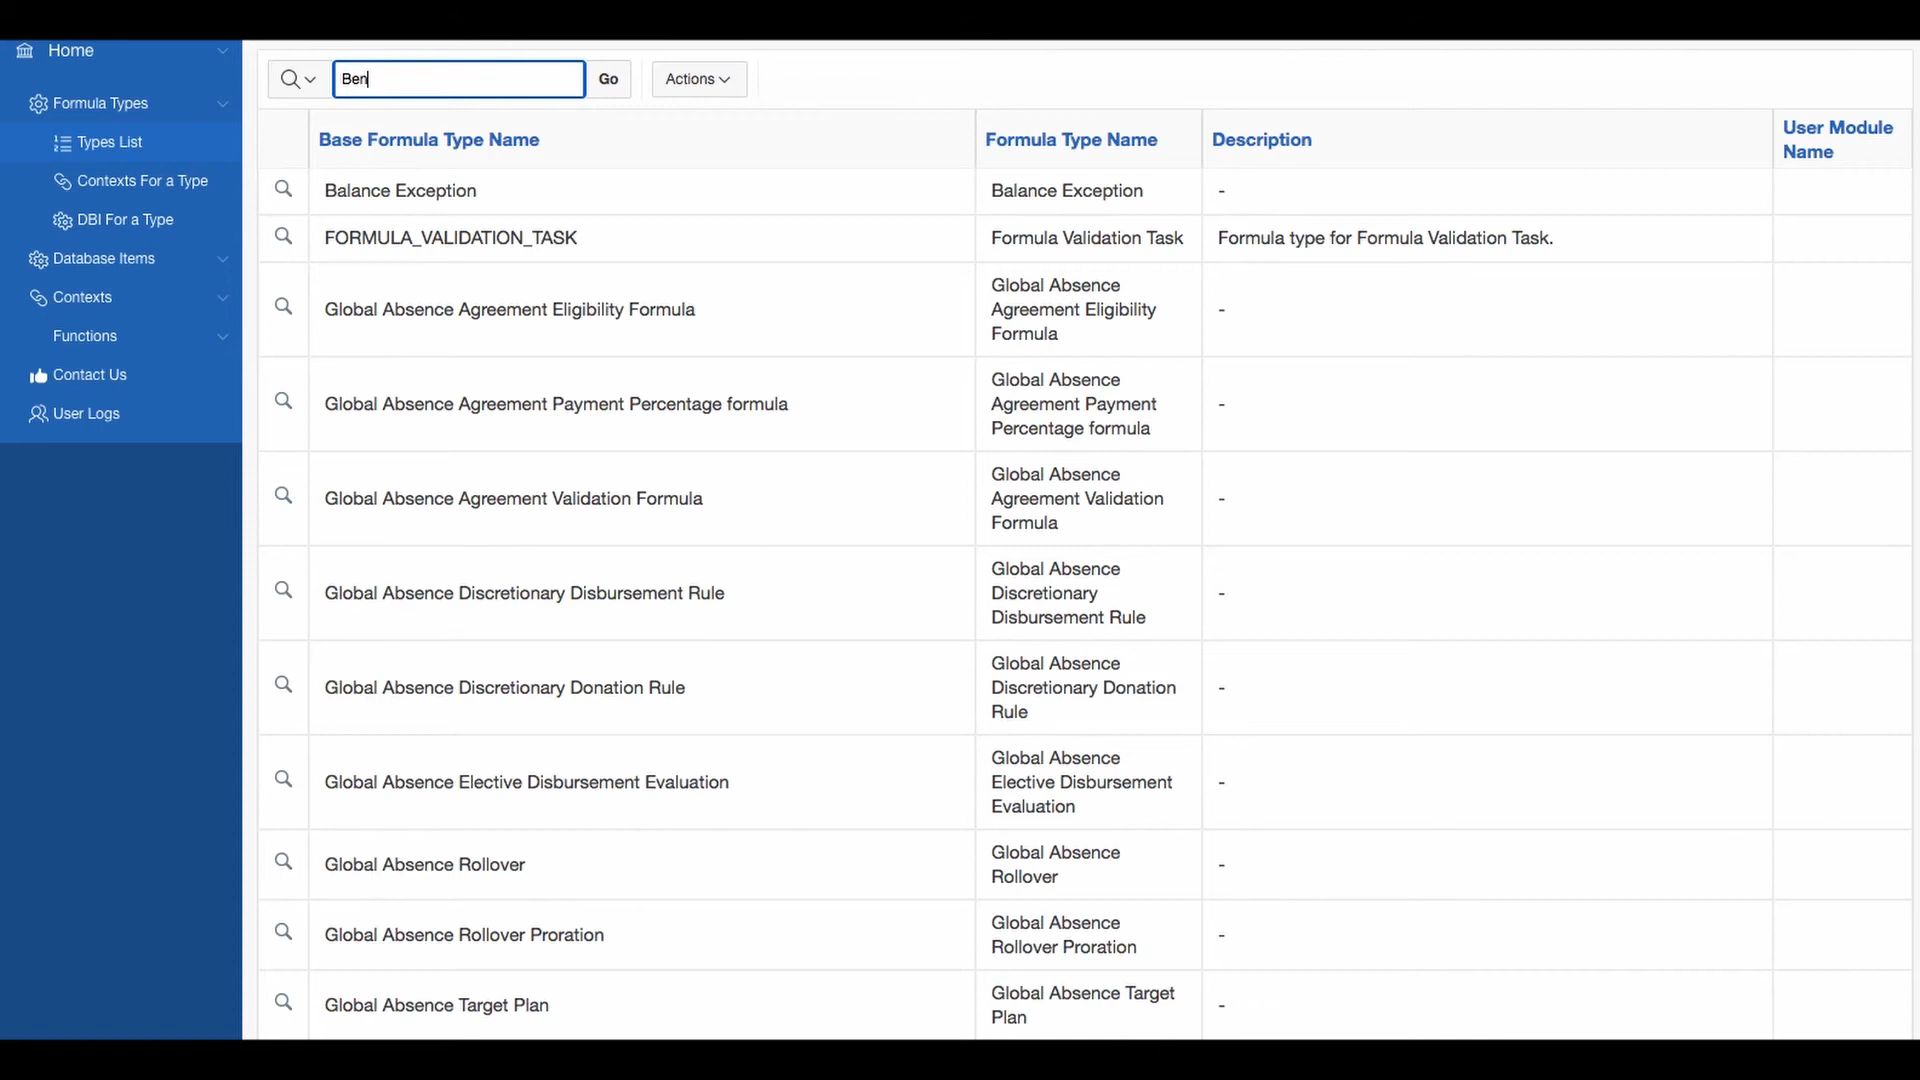 Home
Formula Types
Types List
Contexts For a Type
DBI For a Type
Database Items
Contexts
Functions
Contact Us
User Logs
Ben
Go
Actions
Base Formula Type Name
Formula Type Name
Description
User Module
Name
Balance Exception
Balance Exception
-
FORMULA_VALIDATION_TASK
Formula Validation Task
Formula type for Formula Validation Task.
Global Absence Agreement Eligibility Formula
Global Absence
Agreement Eligibility
Formula
-
Global Absence Agreement Payment Percentage formula
Global Absence
Agreement Payment
Percentage formula
-
Global Absence Agreement Validation Formula
Global Absence
Agreement Validation
Formula
-
Global Absence Discretionary Disbursement Rule
Global Absence
Discretionary
Disbursement Rule
-
Global Absence Discretionary Donation Rule
Global Absence
Discretionary Donation
Rule
-
Global Absence Elective Disbursement Evaluation
Global Absence
Elective Disbursement
Evaluation
-
Global Absence Rollover
Global Absence
Rollover
-
Global Absence Rollover Proration
Global Absence
Rollover Proration
-
Global Absence Target Plan
Global Absence Target
Plan
-